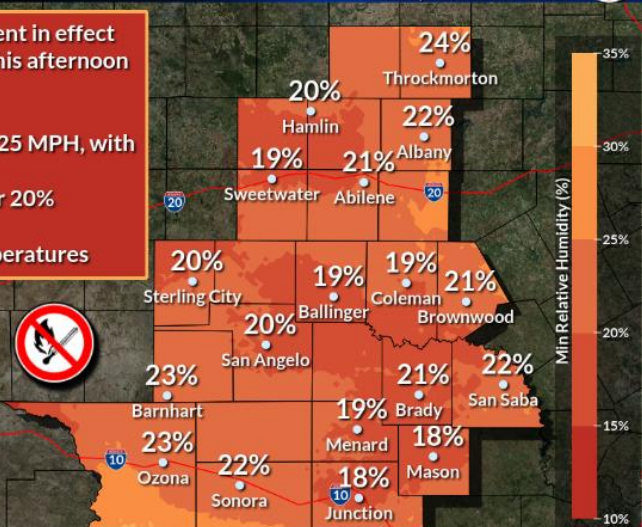 ent in effect
his afternoon
25 MPH, with
r 20%
peratures
24%
Throckmorton
20%
Hamlin
22%
Albany
19%
Sweetwater
21%
Abilene
20
20
20%
Sterling City
19%
Ballinger
19%
Coleman
21%
Brownwood
20%
San Angelo
23%
Barnhart
21%
Brady
22%
San Saba
19%
Menard
18%
Mason
23%
Ozona
10
22%
Sonora
10
18%
Junction
Min Relative Humidity (%)
35%
30%
25%
20%
15%
10%